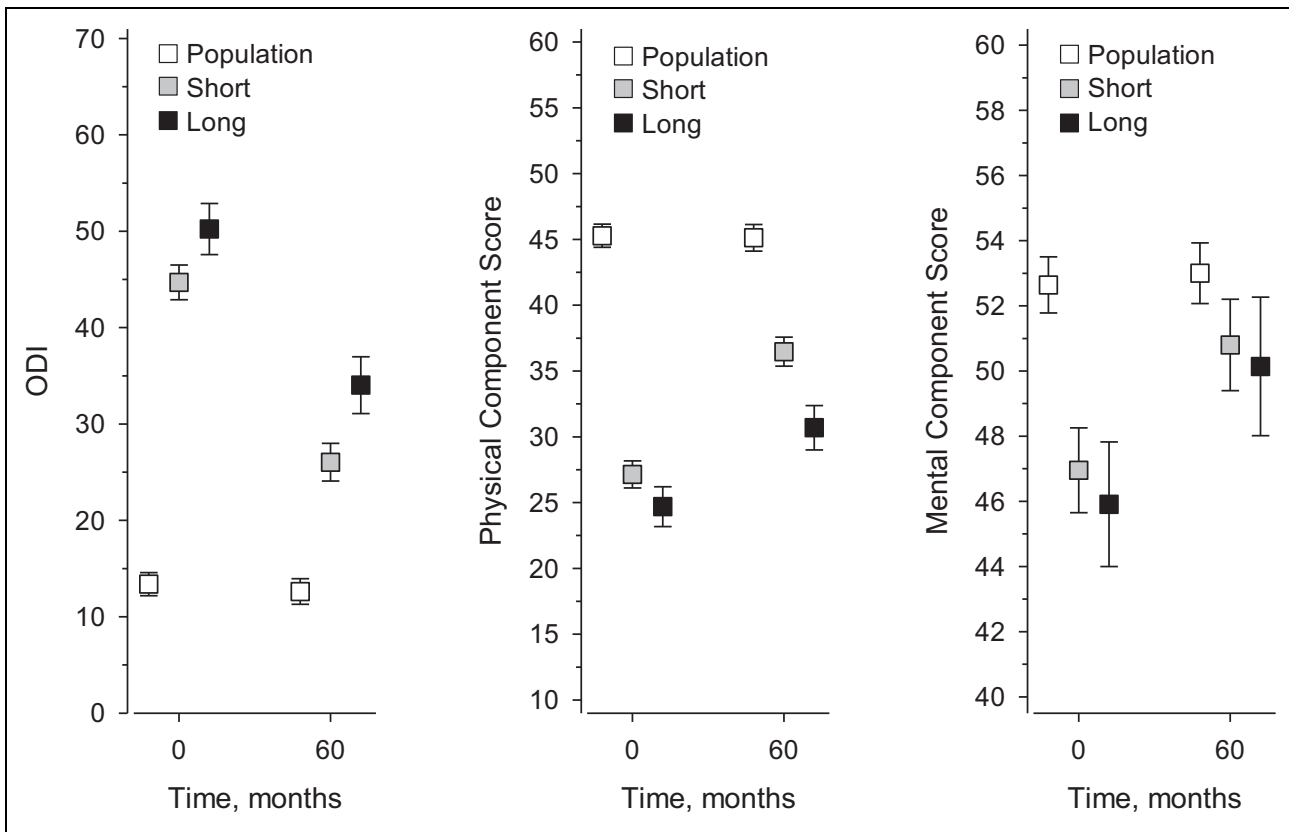 70
60
50
40
30
20
10
0
ODI
Population
Short
Long
0
60
Time, months
60
55
50
45
40
35
30
25
20
15
10
Physical Component Score
Population
Short
Long
0
60
Time, months
60
58
56
54
52
50
48
46
44
42
40
Mental Component Score
Population
Short
Long
0
60
Time, months